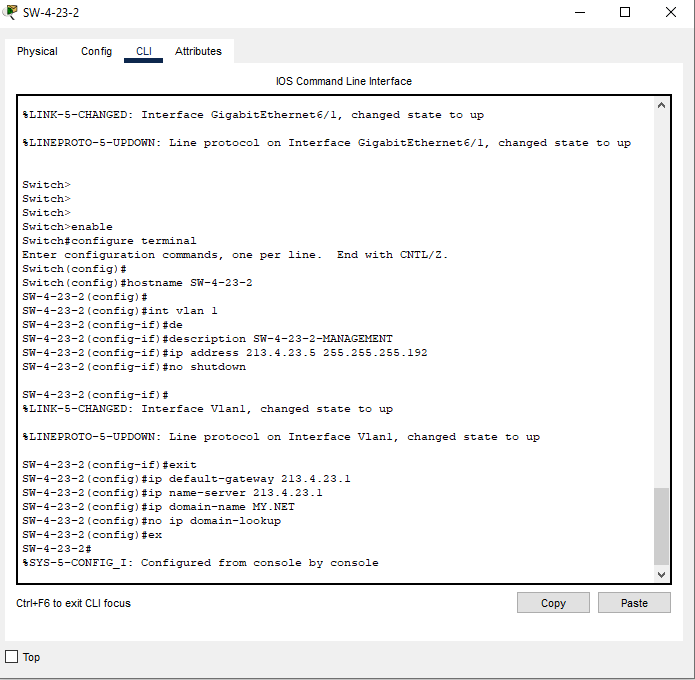 SW-4-23-2
Physical Config CLI Attributes
IOS Command Line Interface
%LINK-5-CHANGED: Interface GigabitEthernet6/1, changed state to up
%LINEPROTO-5-UPDOWN: Line protocol on Interface GigabitEthernet6/1, changed state to up
Switch>
Switch>
Switch>
Switch>enable
Switch#configure terminal
Enter configuration commands, one per line.  End with CNTL/Z.
Switch(config)#
Switch(config)#hostname SW-4-23-2
SW-4-23-2(config)#
SW-4-23-2(config)#int vlan 1
SW-4-23-2(config-if)#de
SW-4-23-2(config-if)#description SW-4-23-2-MANAGEMENT
SW-4-23-2(config-if)#ip address 213.4.23.5 255.255.255.192
SW-4-23-2(config-if)#no shutdown
SW-4-23-2(config-if)#
%LINK-5-CHANGED: Interface Vlan1, changed state to up
%LINEPROTO-5-UPDOWN: Line protocol on Interface Vlan1, changed state to up
SW-4-23-2(config-if)#exit
SW-4-23-2(config)#ip default-gateway 213.4.23.1
SW-4-23-2(config)#ip name-server 213.4.23.1
SW-4-23-2(config)#ip domain-name MY.NET
SW-4-23-2(config)#no ip domain-lookup
SW-4-23-2(config)#ex
SW-4-23-2#
%SYS-5-CONFIG_I: Configured from console by console
Ctrl+F6 to exit CLI focus
Copy
Paste
Top